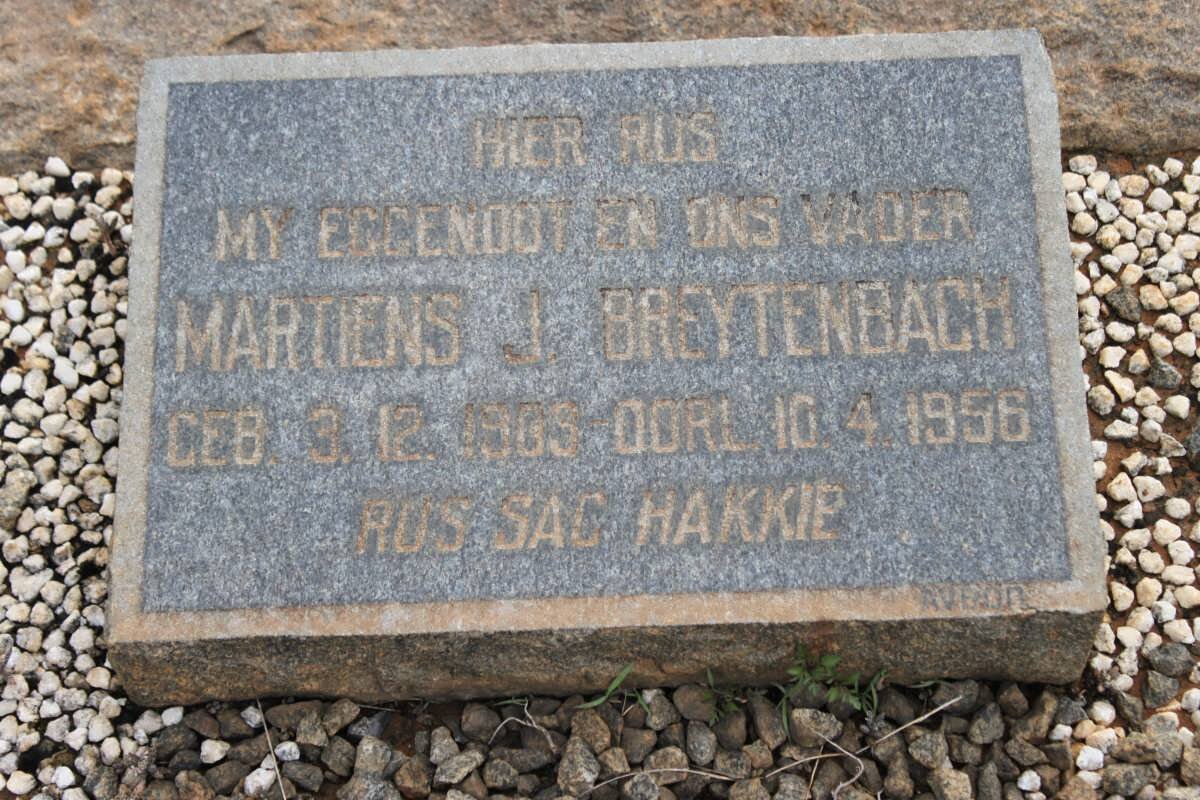 HIER RUS
MY EGGENOOT EN ONS VADER
MARTIENS J. BREYTENBACH
GEB. 3. 12. 1903 - OORL. 10. 4. 1956
RUS SAG HAKKIE